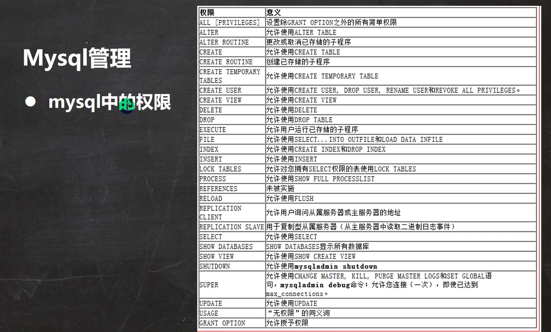 Mysql管理
● mysql中的权限
权限 意义
ALL [PRIVILEGES] 设置除GRANT OPTION之外的所有简单权限
ALTER 允许使用ALTER TABLE
ALTER ROUTINE 更改或取消已存储的子程序
CREATE 允许使用CREATE TABLE
CREATE ROUTINE 创建已存储的子程序
CREATE TEMPORARY
TABLES 允许使用CREATE TEMPORARY TABLE
CREATE USER 允许使用CREATE USER, DROP USER, RENAME USER和REVOKE ALL PRIVILEGES。
CREATE VIEW 允许使用CREATE VIEW
DELETE 允许使用DELETE
DROP 允许使用DROP TABLE
EXECUTE 允许用户运行已存储的子程序
FILE 允许使用SELECT...INTO OUTFILE和LOAD DATA INFILE
INDEX 允许使用CREATE INDEX和DROP INDEX
INSERT 允许使用INSERT
LOCK TABLES 允许对您拥有SELECT权限的表使用LOCK TABLES
PROCESS 允许使用SHOW FULL PROCESSLIST
REFERENCES 未被实施
RELOAD 允许使用FLUSH
REPLICATION
CLIENT 允许用户询问从属服务器或主服务器的地址
REPLICATION SLAVE 用于复制型从属服务器（从主服务器中读取二进制日志事件）
SELECT 允许使用SELECT
SHOW DATABASES SHOW DATABASES显示所有数据库
SHOW VIEW 允许使用SHOW CREATE VIEW
SHUTDOWN 允许使用mysqladmin shutdown
SUPER 允许使用CHANGE MASTER, KILL, PURGE MASTER LOGS和SET GLOBAL语
句，mysqladmin debug命令；允许您连接（一次），即使已达到
max_connections。
UPDATE 允许使用UPDATE
USAGE “无权限”的同义词
GRANT OPTION 允许授予权限